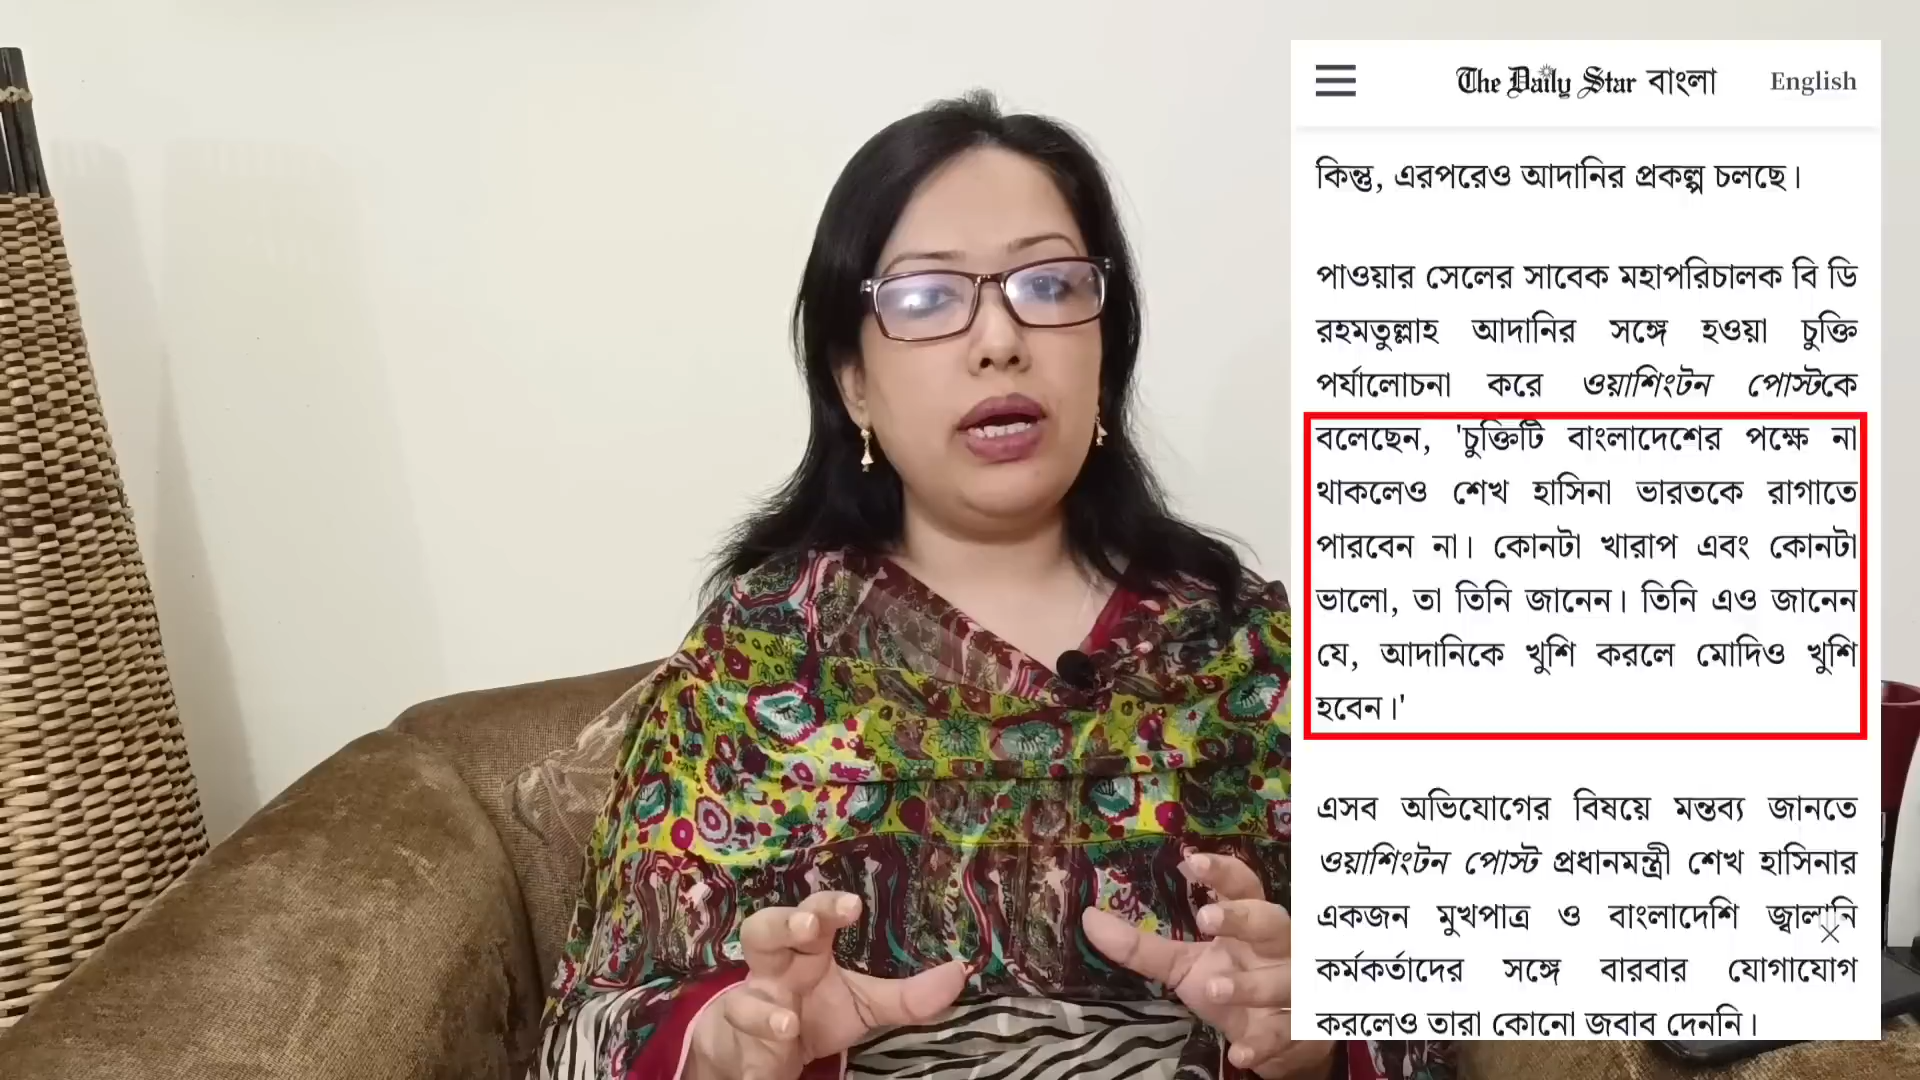 The Daily Star বাংলা English
কিন্তু, এরপরেও আদানির প্রকল্প চলছে।
পাওয়ার সেলের সাবেক মহাপরিচালক বি ডি
রহমতুল্লাহ আদানির সঙ্গে হওয়া চুক্তি
পর্যালোচনা করে ওয়াশিংটন পোস্টকে
বলেছেন, 'চুক্তিটি বাংলাদেশের পক্ষে না
থাকলেও শেখ হাসিনা ভারতকে রাগাতে
পারবেন না। কোনটা খারাপ এবং কোনটা
ভালো, তা তিনি জানেন। তিনি এও জানেন
যে, আদানিকে খুশি করলে মোদিও খুশি
হবেন।'
এসব অভিযোগের বিষয়ে মন্তব্য জানতে
ওয়াশিংটন পোস্ট প্রধানমন্ত্রী শেখ হাসিনার
একজন মুখপাত্র ও বাংলাদেশি জ্বালানি
কর্মকর্তাদের সঙ্গে বারবার যোগাযোগ
করলেও তারা কোনো জবাব দেননি।